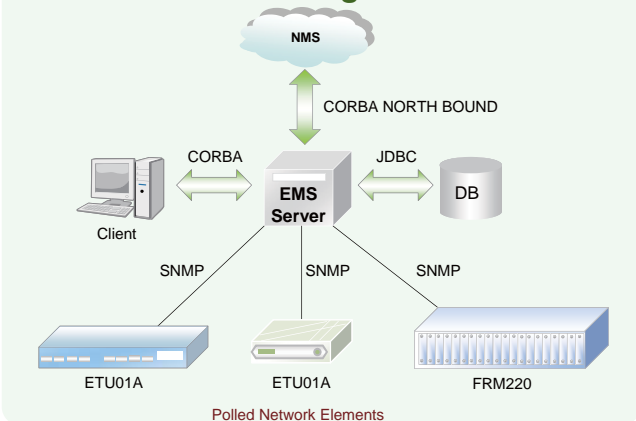 NMS
CORBA NORTH BOUND
CORBA
JDBC
EMS
Server
DB
Client
SNMP
SNMP
SNMP
ETU01A
ETU01A
FRM220
Polled Network Elements